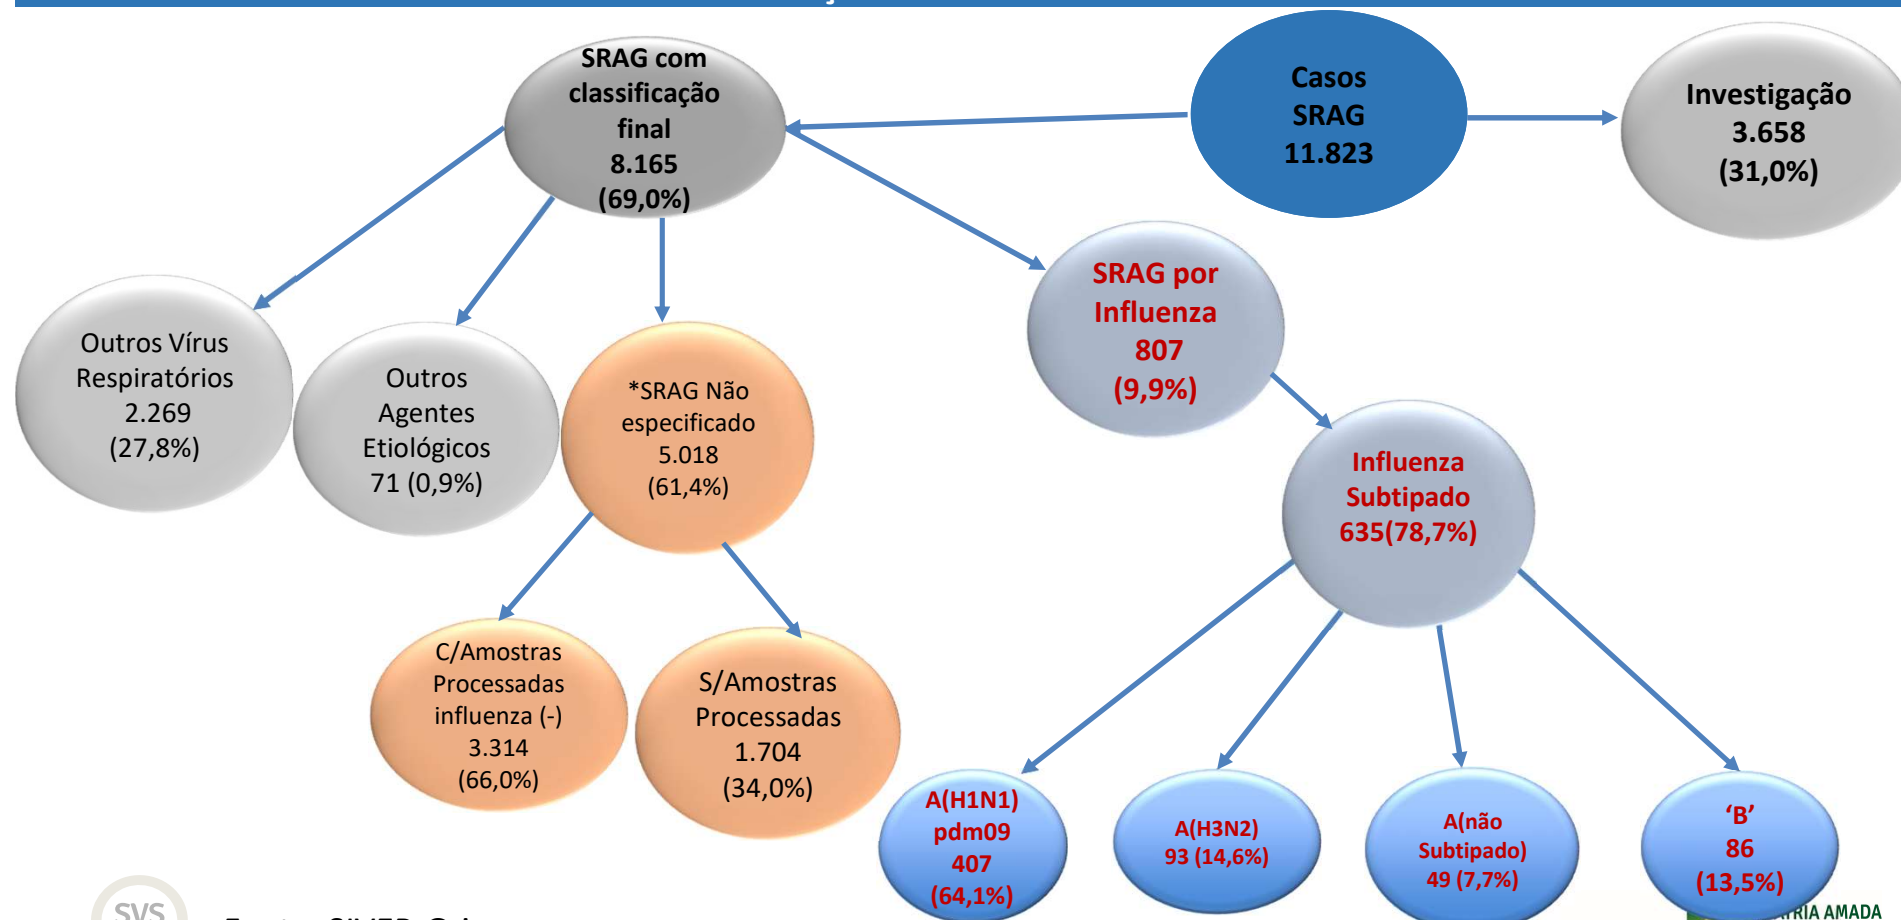 SRAG com
classificação
final
8.165
(69,0%)
Casos
SRAG
11.823
Investigação
3.658
(31,0%)
SRAG por
Influenza
807
(9,9%)
Outros Vírus
Respiratórios
2.269
(27,8%)
Outros
Agentes
Etiológicos
71 (0,9%)
*SRAG Não
especificado
5.018
(61,4%)
Influenza
Subtipado
635(78,7%)
C/Amostras
Processadas
influenza (-)
3.314
(66,0%)
S/Amostras
Processadas
1.704
(34,0%)
A(H1N1)
pdm09
407
(64,1%)
A(H3N2)
93 (14,6%)
A(não
Subtipado)
49 (7,7%)
‘B’
86
(13,5%)
SVS
AMADA